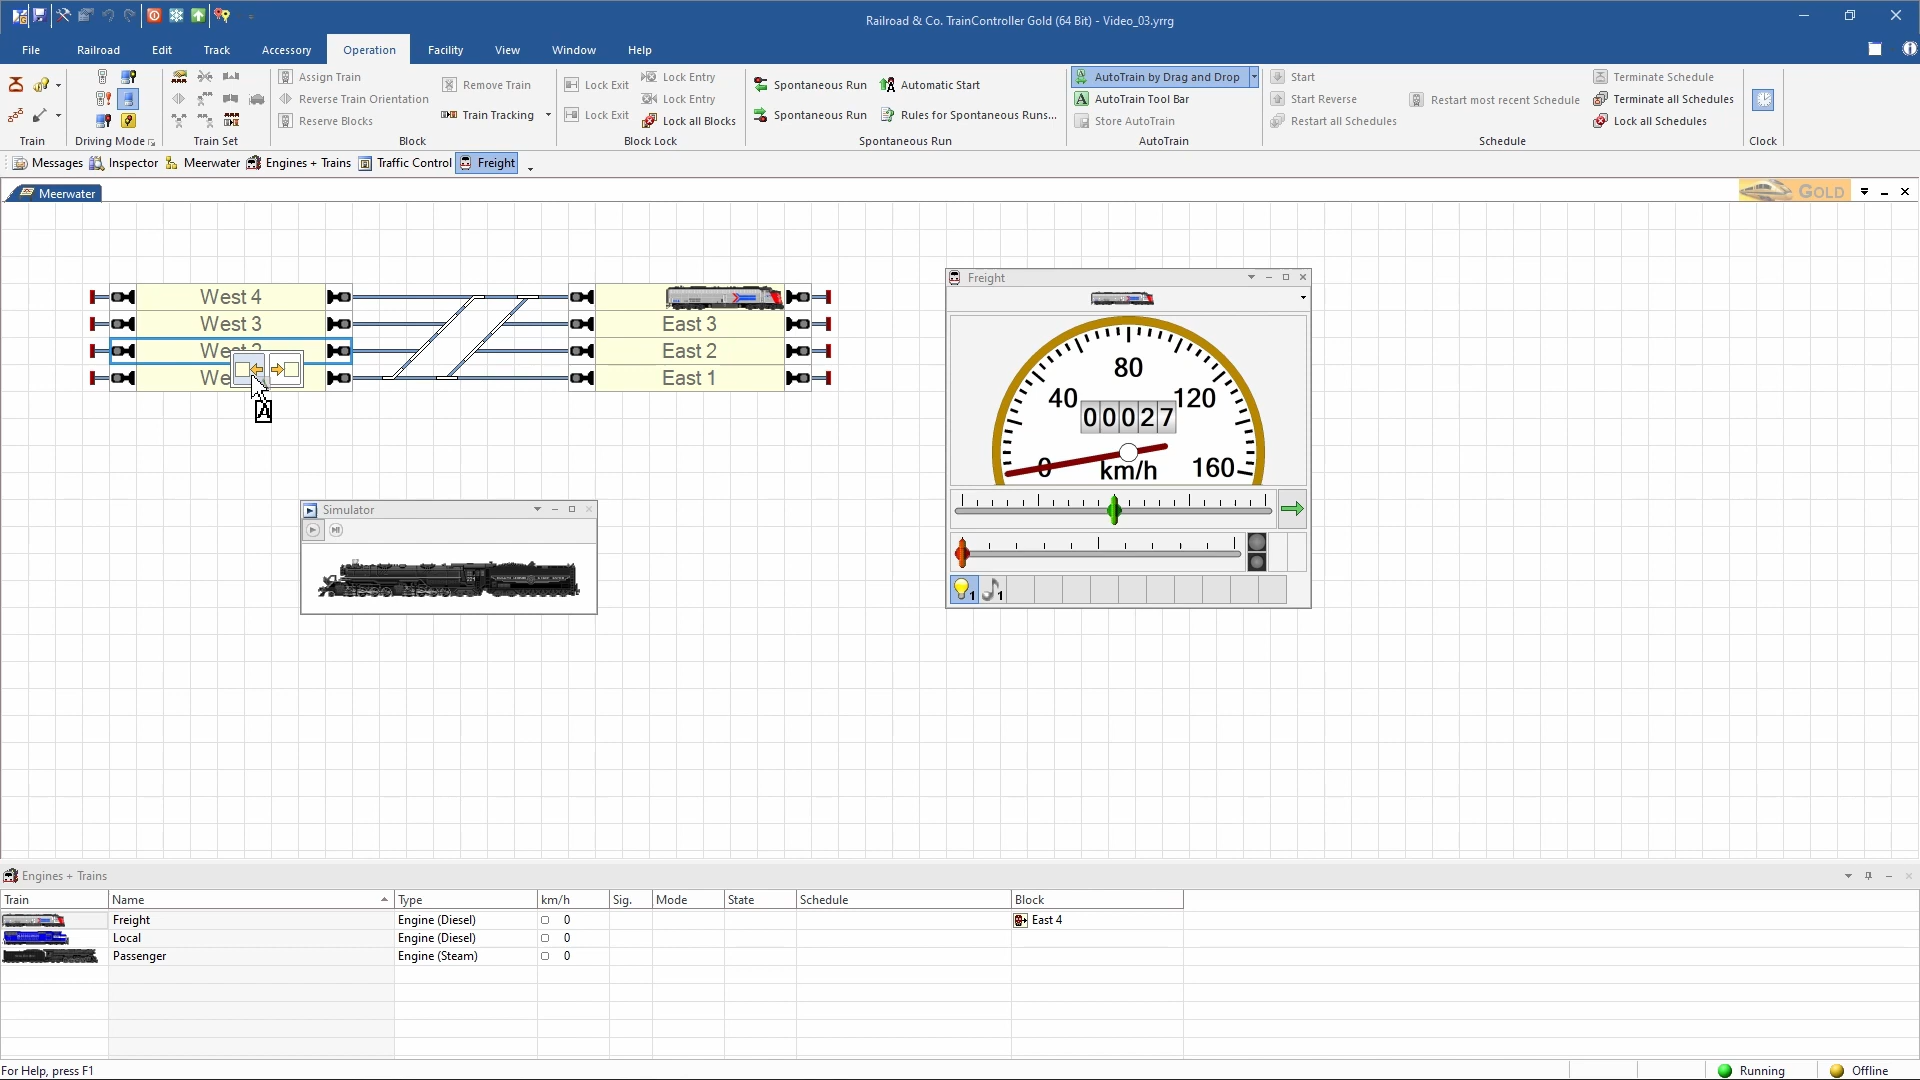 Railroad & Co. TrainController Gold (64 Bit) - Video_03.yrrg
File Railroad Edit Track Accessory Operation Facility View Window Help
Assign Train Remove Train Lock Exit Lock Entry Spontaneous Run Automatic Start AutoTrain by Drag and Drop Start Terminate Schedule
Reverse Train Orientation Lock Entry AutoTrain Tool Bar Start Reverse Restart most recent Schedule Terminate all Schedules
Reserve Blocks Train Tracking Lock Exit Lock all Blocks Spontaneous Run Rules for Spontaneous Runs... Store AutoTrain Restart all Schedules Lock all Schedules
Train Driving Mode Train Set Block Block Lock Spontaneous Run AutoTrain Schedule Clock
Messages Inspector Meerwater Engines + Trains Traffic Control Freight
Meerwater
GOLD
West 4
West 3 East 3
East 2
We East 1
A
Freight
80
40 120
00027
0 km/h 160
1 1
Simulator
Engines + Trains
Train Name Type km/h Sig. Mode State Schedule Block
Freight Engine (Diesel) 0 East 4
Local Engine (Diesel) 0
Passenger Engine (Steam) 0
For Help, press F1 Running Offline